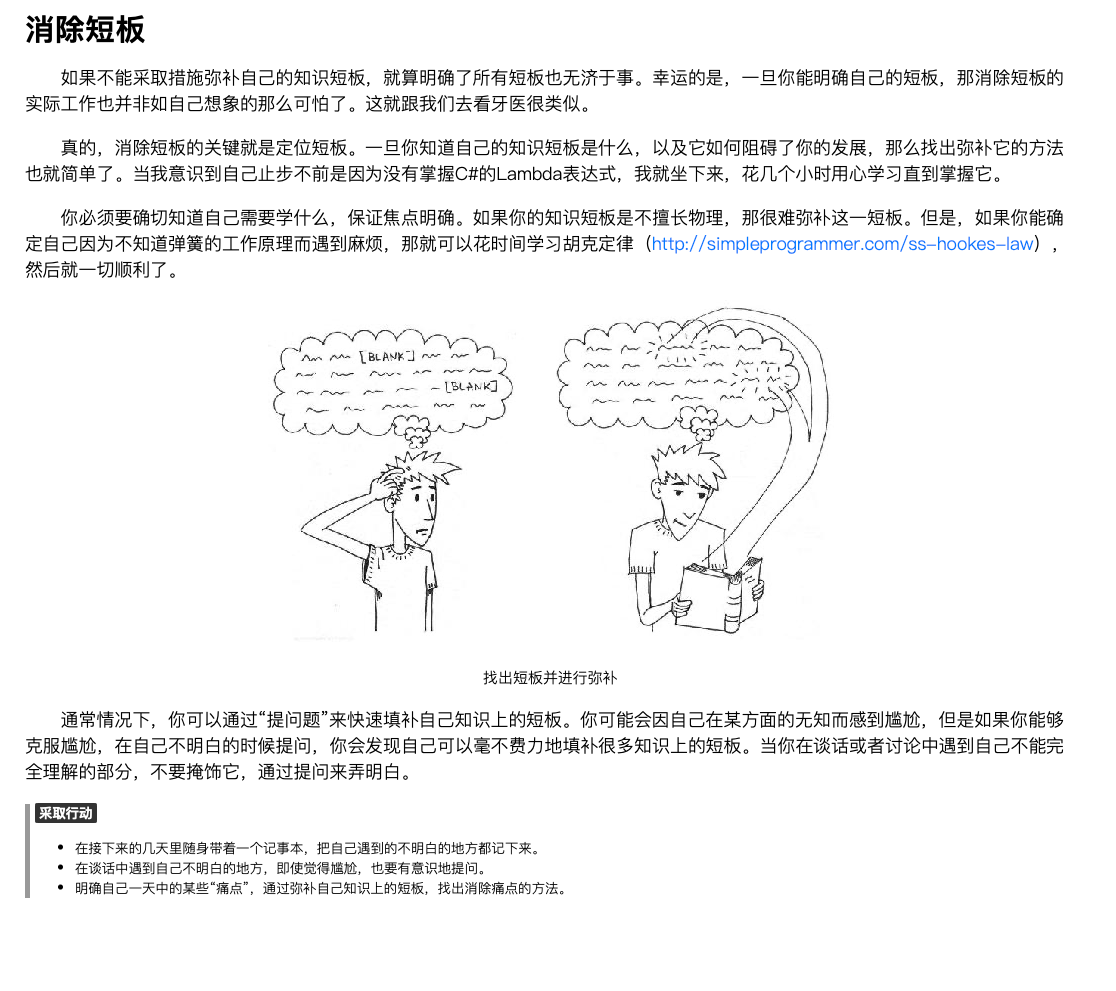 消除短板
如果不能采取措施弥补自己的知识短板，就算明确了所有短板也无济于事。幸运的是，一旦你能明确自己的短板，那消除短板的
实际工作也并非如自己想象的那么可怕了。这就跟我们去看牙医很类似。
真的，消除短板的关键就是定位短板。一旦你知道自己的知识短板是什么，以及它如何阻碍了你的发展，那么找出弥补它的方法
也就简单了。当我意识到自己止步不前是因为没有掌握C#的Lambda表达式，我就坐下来，花几个小时用心学习直到掌握它。
你必须要确切知道自己需要学什么，保证焦点明确。如果你的知识短板是不擅长物理，那很难弥补这一短板。但是，如果你能确
定自己因为不知道弹簧的工作原理而遇到麻烦，那就可以花时间学习胡克定律（http://simpleprogrammer.com/ss-hookes-law），
然后就一切顺利了。
[BLANK]
[BLANK]
找出短板并进行弥补
通常情况下，你可以通过“提问题”来快速填补自己知识上的短板。你可能会因自己在某方面的无知而感到尴尬，但是如果你能够
克服尴尬，在自己不明白的时候提问，你会发现自己可以毫不费力地填补很多知识上的短板。当你在谈话或者讨论中遇到自己不能完
全理解的部分，不要掩饰它，通过提问来弄明白。
采取行动
• 在接下来的几天里随身带着一个记事本，把自己遇到的不明白的地方都记下来。
• 在谈话中遇到自己不明白的地方，即使觉得尴尬，也要有意识地提问。
• 明确自己一天中的某些“痛点”，通过弥补自己知识上的短板，找出消除痛点的方法。